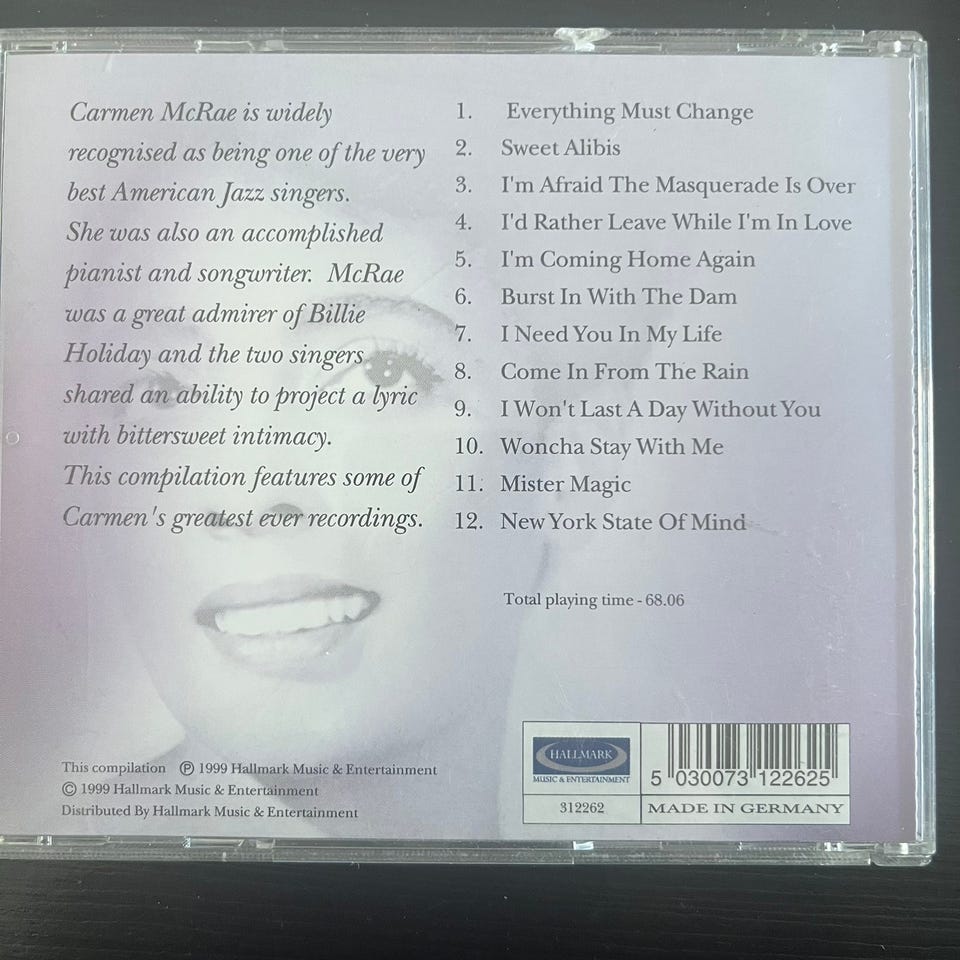 Carmen McRae is widely
recognised as being one of the very
best American Jazz singers.
She was also an accomplished
pianist and songwriter. McRae
was a great admirer of Billie
Holiday and the two singers
shared an ability to project a lyric
with bittersweet intimacy.
This compilation features some of
Carmen's greatest ever recordings.
1. Everything Must Change
2. Sweet Alibis
3. I'm Afraid The Masquerade Is Over
4. I'd Rather Leave While I'm In Love
5. I'm Coming Home Again
6. Burst In With The Dam
7. I Need You In My Life
8. Come In From The Rain
9. I Won't Last A Day Without You
10. Woncha Stay With Me
11. Mister Magic
12. New York State Of Mind
Total playing time - 68.06
This compilation ℗ 1999 Hallmark Music & Entertainment
© 1999 Hallmark Music & Entertainment
Distributed By Hallmark Music & Entertainment
HALLMARK
MUSIC & ENTERTAINMENT
312262
5 030073 122625
MADE IN GERMANY